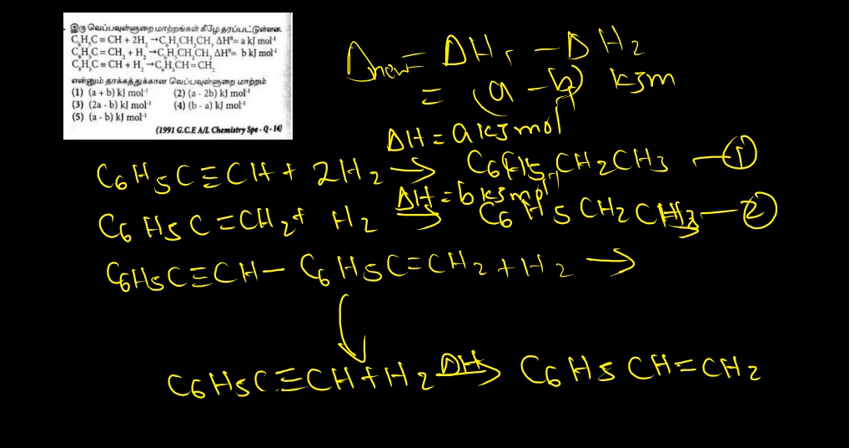 இரு வெப்பவுள்ளுறை மாற்றங்கள் கீழே தரப்பட்டுள்ளன.
C₆H₅C ≡ CH + 2H₂ → C₆H₅CH₂CH₃ ΔH⁰= a kJ mol⁻¹
C₆H₅C = CH₂ + H₂ → C₆H₅CH₂CH₃ ΔH⁰= b kJ mol⁻¹
C₆H₅C ≡ CH + H₂ → C₆H₅CH = CH₂
என்னும் தாக்கத்துக்கான வெப்பவுள்ளுறை மாற்றம்
(1) (a + b) kJ mol⁻¹ (2) (a - 2b) kJ mol⁻¹
(3) (2a - b) kJ mol⁻¹ (4) (b - a) kJ mol⁻¹
(5) (a - b) kJ mol⁻¹
(1991 G.C.E A/L Chemistry Spe - Q - 14)
Δnew = ΔH₁ - ΔH₂
= (a - b) kJm
ΔH = a kJ mol
C6H5C≡CH + 2H2 → C6H5CH2CH3 - ①
ΔH = b kJ mol
C6H5C=CH2 + H2 → C6H5CH2CH3 - ②
C6H5C≡CH - C6H5C=CH2 + H2 →
C6H5C≡CH + H2 ΔH → C6H5CH=CH2